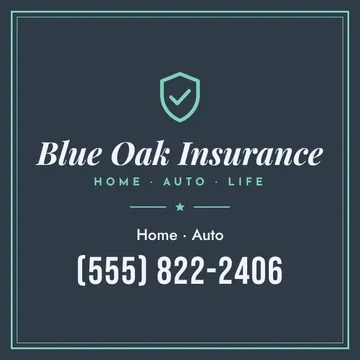 Blue Oak Insurance
HOME · AUTO · LIFE
Home · Auto
(555) 822-2406